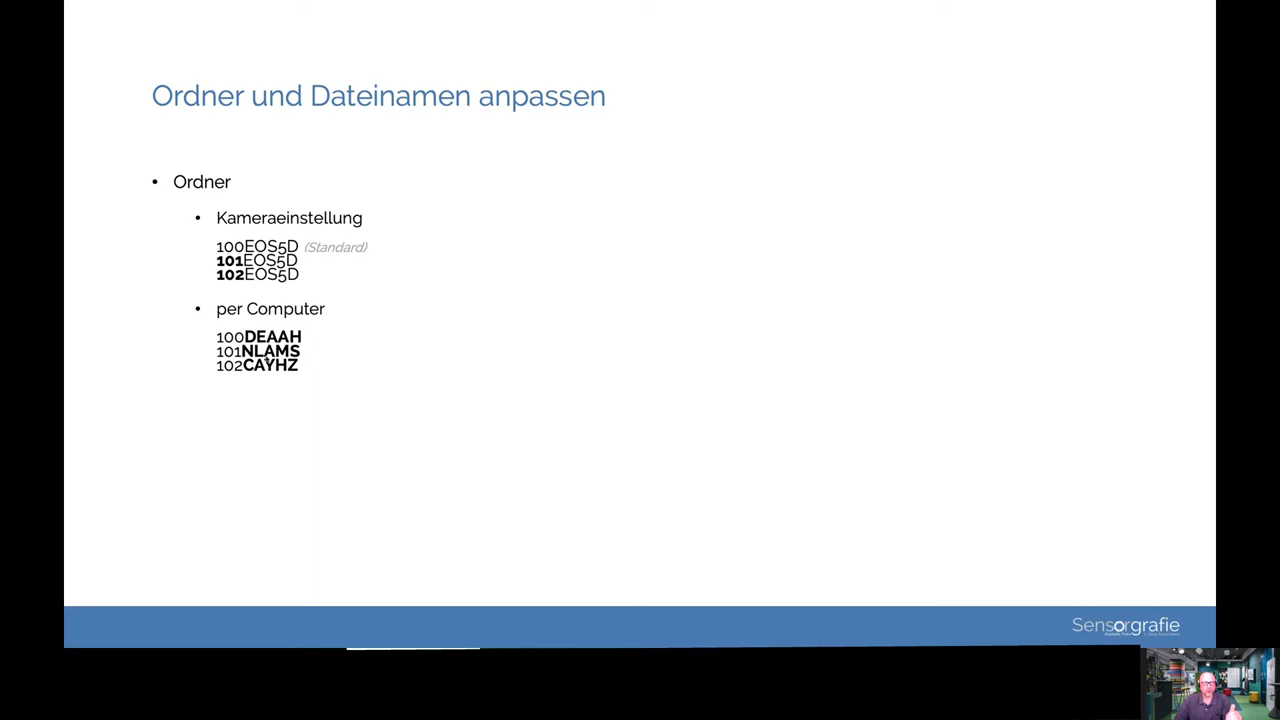 Ordner und Dateinamen anpassen
• Ordner
• Kameraeinstellung
100EOS5D (Standard)
101EOS5D
102EOS5D
• per Computer
100DEAAH
101NLAMS
102CAYHZ
Sensorgrafie